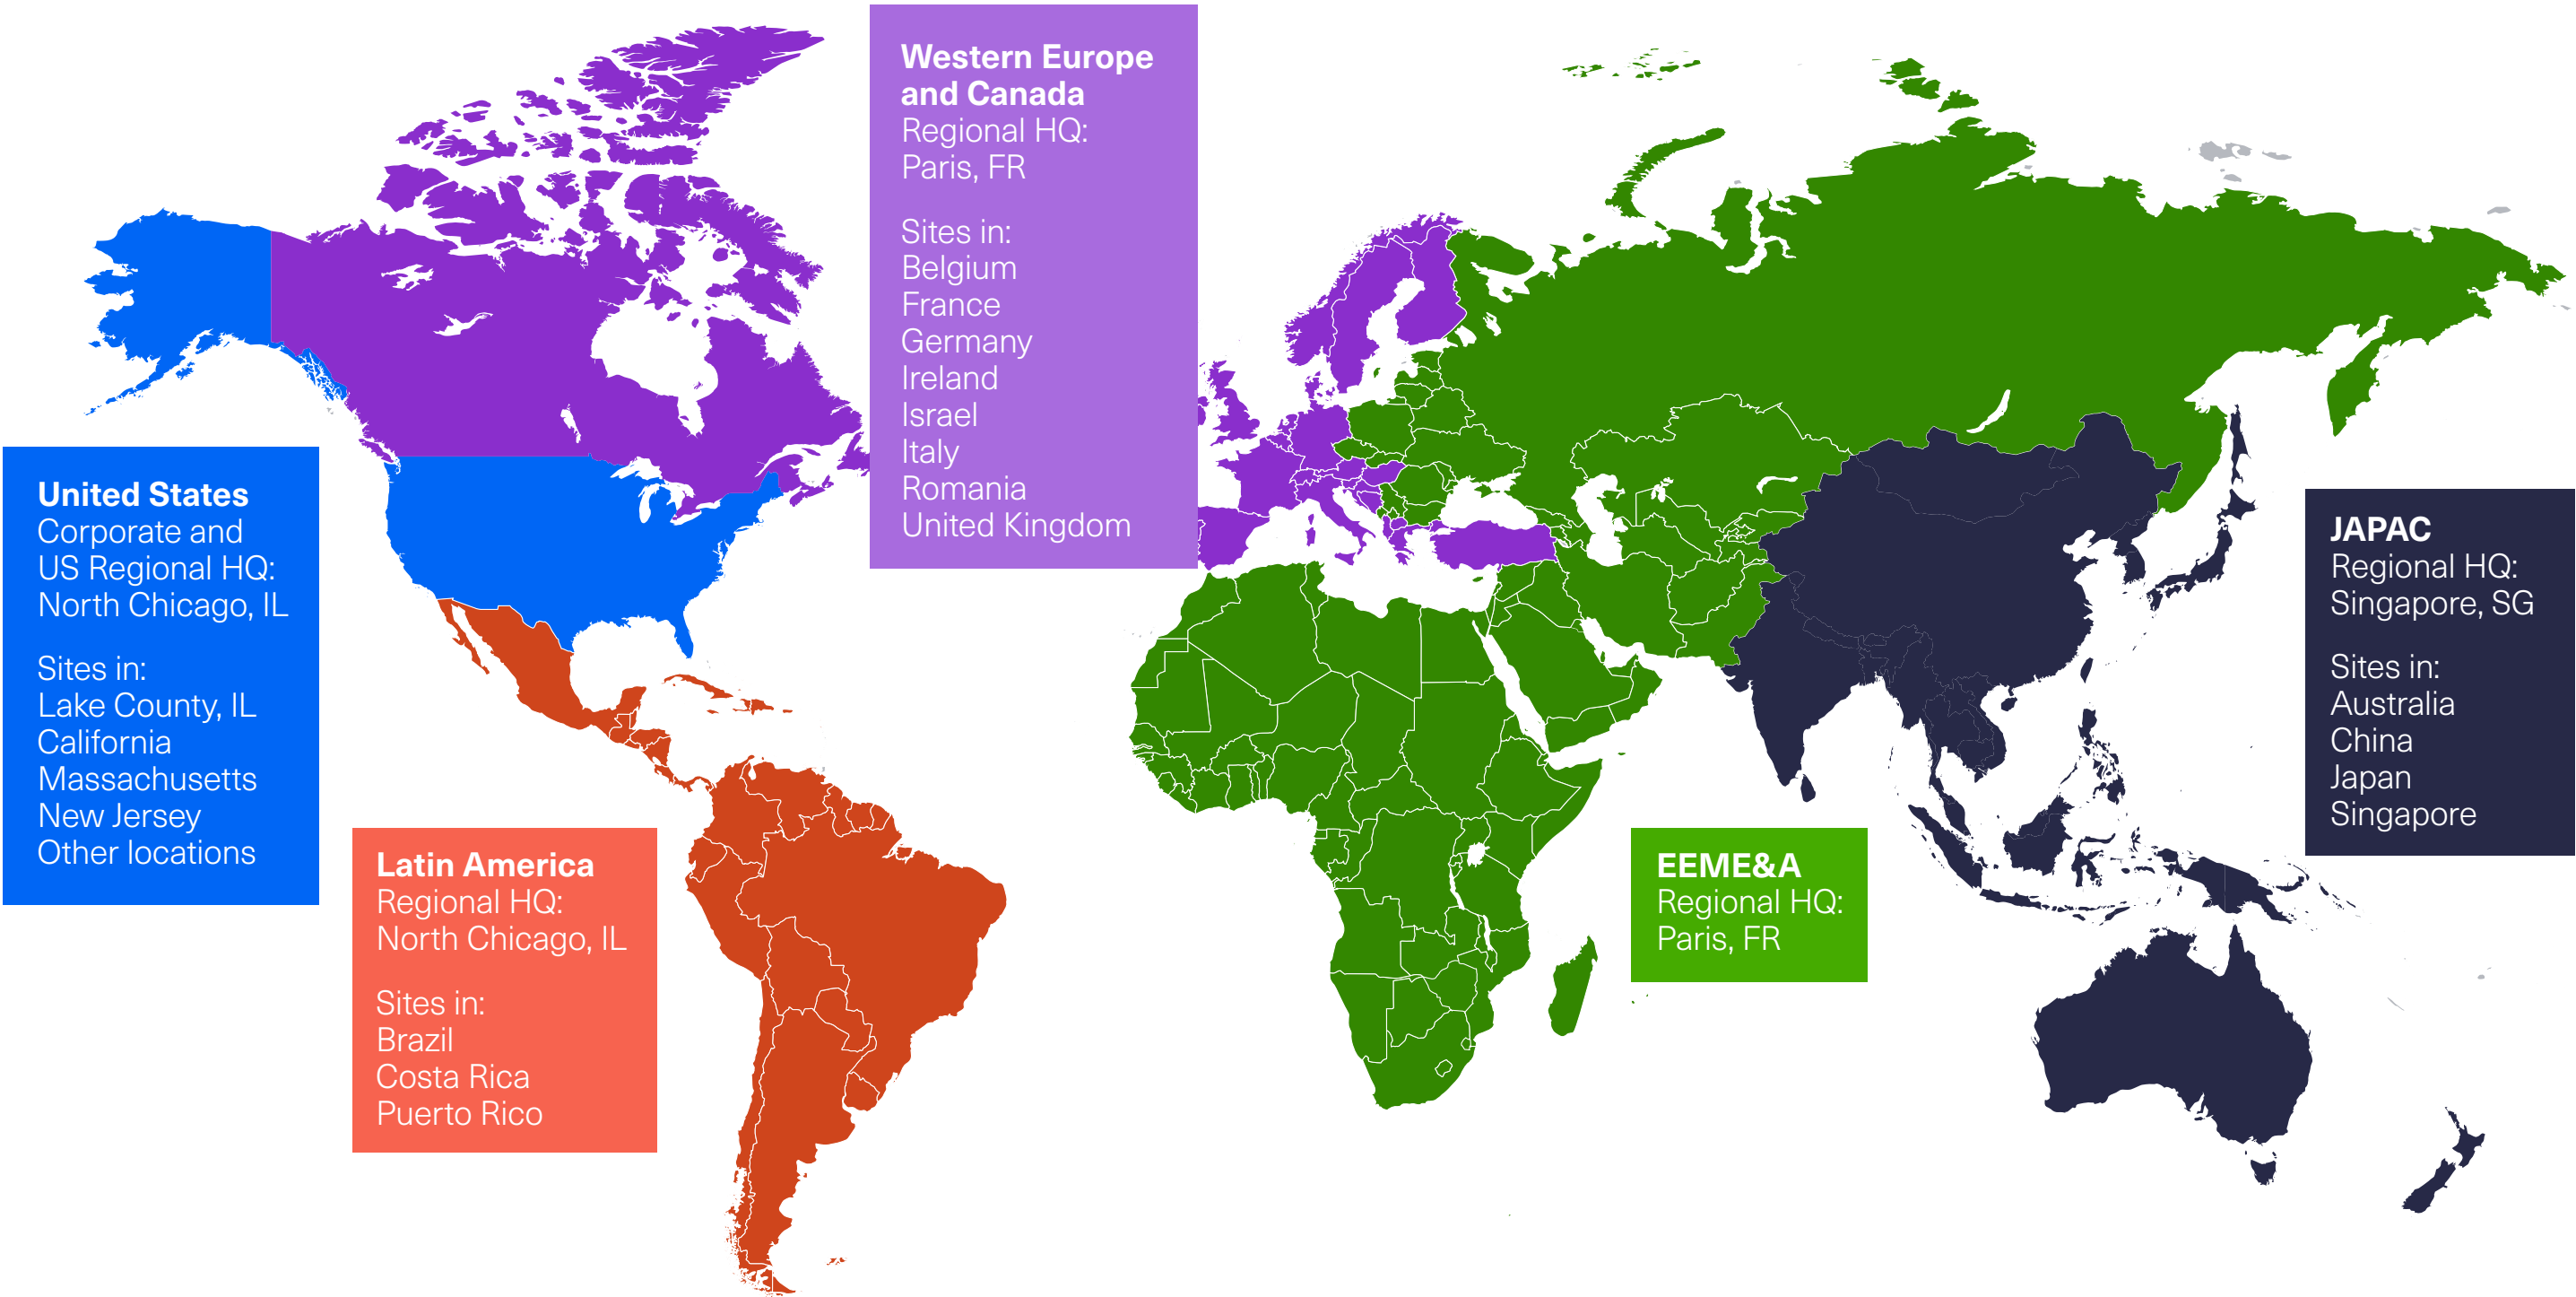 Western Europe
and Canada
Regional HQ:
Paris, FR
Sites in:
Belgium
France
Germany
Ireland
Israel
Italy
Romania
United Kingdom
United States
Corporate and
US Regional HQ:
North Chicago, IL
Sites in:
Lake County, IL
California
Massachusetts
New Jersey
Other locations
JAPAC
Regional HQ:
Singapore, SG
Sites in:
Australia
China
Japan
Singapore
Latin America
Regional HQ:
North Chicago, IL
Sites in:
Brazil
Costa Rica
Puerto Rico
EEME&A
Regional HQ:
Paris, FR